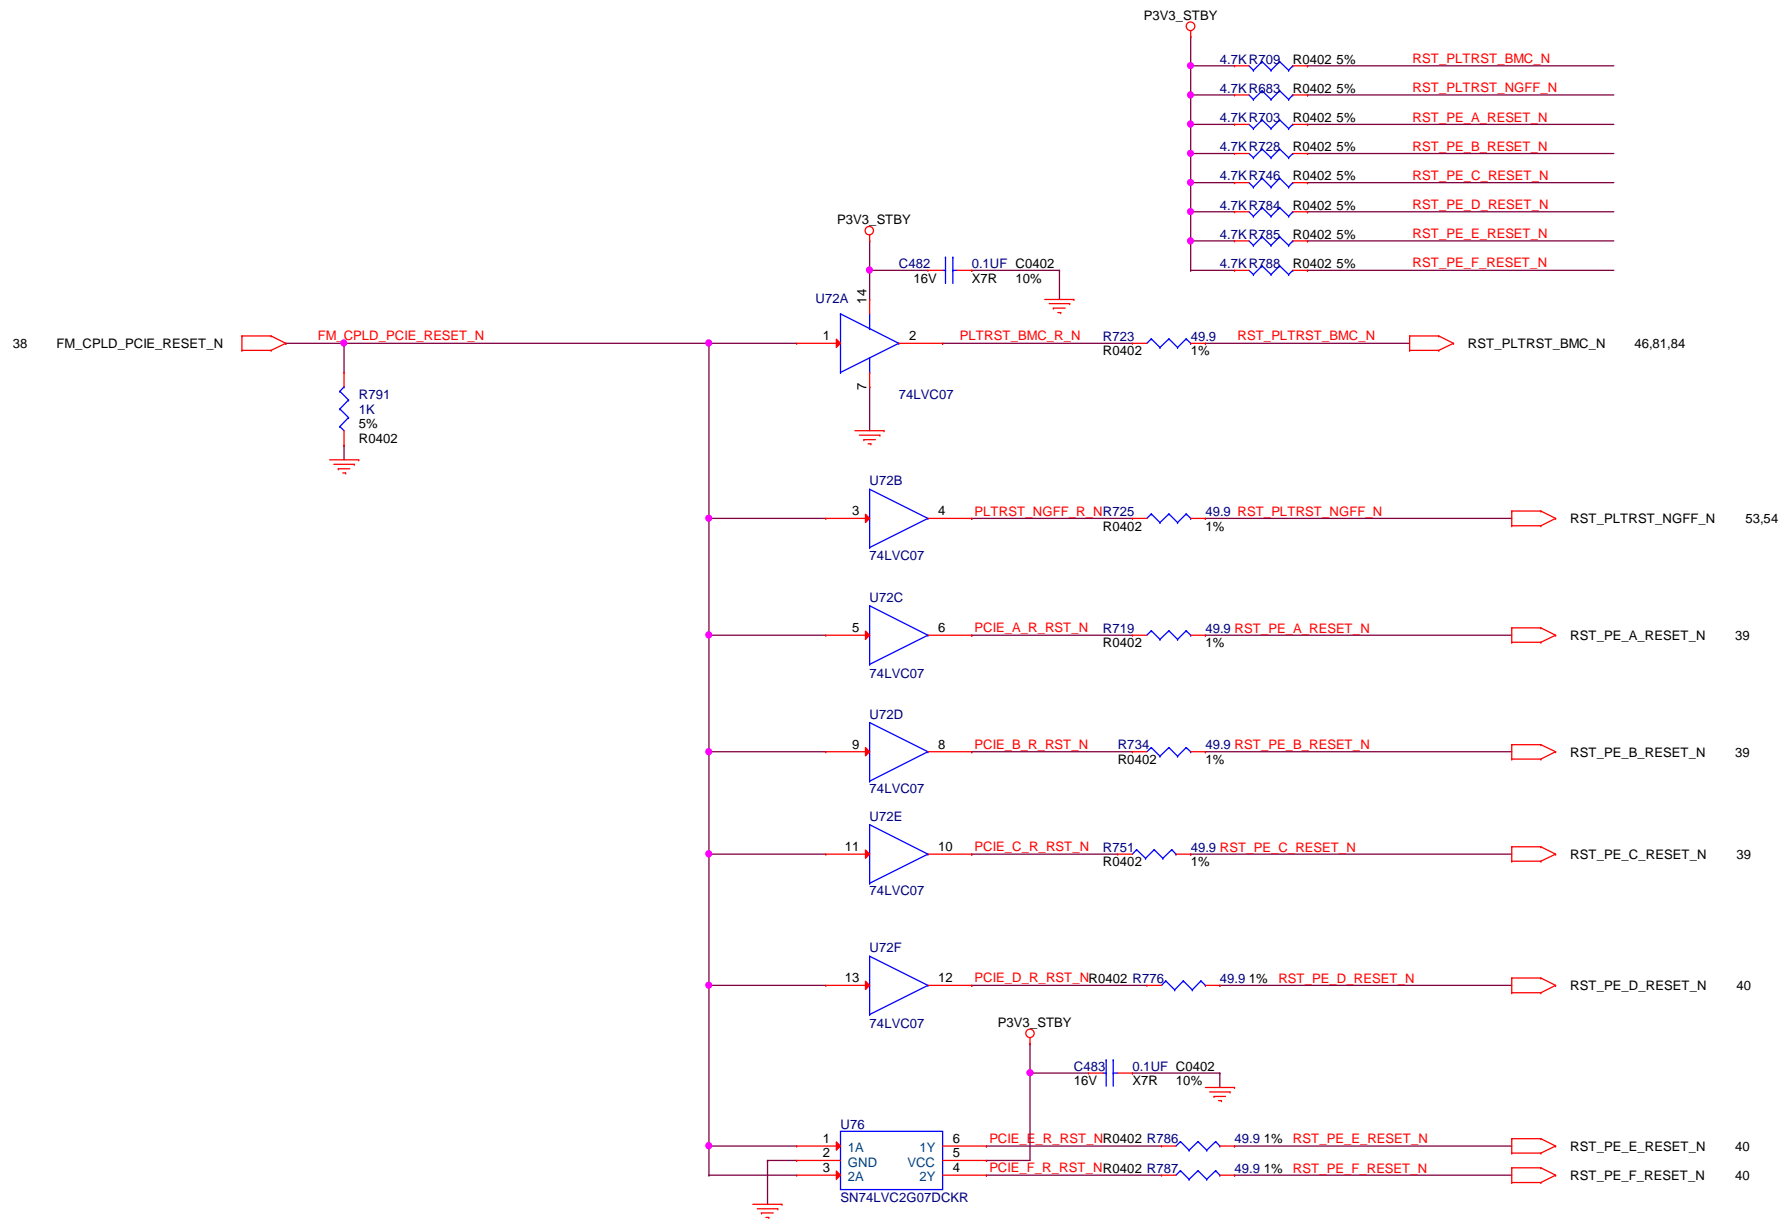 P3V3_STBY
4.7K R709 R0402 5% RST_PLTRST_BMC_N
4.7K R683 R0402 5% RST_PLTRST_NGFF_N
4.7K R703 R0402 5% RST_PE_A_RESET_N
4.7K R728 R0402 5% RST_PE_B_RESET_N
4.7K R746 R0402 5% RST_PE_C_RESET_N
4.7K R784 R0402 5% RST_PE_D_RESET_N
4.7K R785 R0402 5% RST_PE_E_RESET_N
4.7K R788 R0402 5% RST_PE_F_RESET_N
P3V3_STBY
C482 0.1UF C0402
16V X7R 10%
U72A 14
38 FM_CPLD_PCIE_RESET_N FM_CPLD_PCIE_RESET_N 1 2 PLTRST_BMC_R_N R723 49.9 RST_PLTRST_BMC_N RST_PLTRST_BMC_N 46,81,84
R0402 1%
7
74LVC07
R791
1K
5%
R0402
U72B
3 4 PLTRST_NGFF_R_N R725 49.9 RST_PLTRST_NGFF_N RST_PLTRST_NGFF_N 53,54
R0402 1%
74LVC07
U72C
5 6 PCIE_A_R_RST_N R719 49.9 RST_PE_A_RESET_N RST_PE_A_RESET_N 39
R0402 1%
74LVC07
U72D
9 8 PCIE_B_R_RST_N R734 49.9 RST_PE_B_RESET_N RST_PE_B_RESET_N 39
R0402 1%
74LVC07
U72E
11 10 PCIE_C_R_RST_N R751 49.9 RST_PE_C_RESET_N RST_PE_C_RESET_N 39
R0402 1%
74LVC07
U72F
13 12 PCIE_D_R_RST_N R0402 R776 49.9 1% RST_PE_D_RESET_N RST_PE_D_RESET_N 40
74LVC07
P3V3_STBY
C483 0.1UF C0402
16V X7R 10%
U76
1 1A 1Y 6 PCIE_E_R_RST_N R0402 R786 49.9 1% RST_PE_E_RESET_N RST_PE_E_RESET_N 40
2 GND VCC 5
3 2A 2Y 4 PCIE_F_R_RST_N R0402 R787 49.9 1% RST_PE_F_RESET_N RST_PE_F_RESET_N 40
SN74LVC2G07DCKR